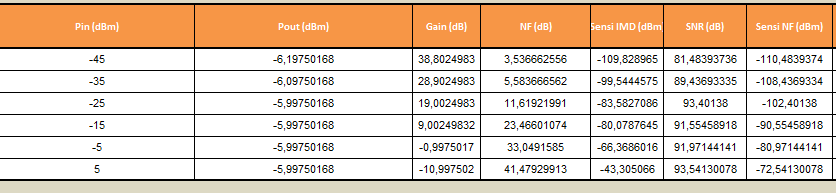 Pin (dBm) Pout (dBm) Gain (dB) NF (dB) Sensi IMD (dBm) SNR (dB) Sensi NF (dBm)
-45 -6,19750168 38,8024983 3,536662556 -109,828965 81,48393736 -110,4839374
-35 -6,09750168 28,9024983 5,583666562 -99,5444575 89,43693335 -108,4369334
-25 -5,99750168 19,0024983 11,61921991 -83,5827086 93,40138 -102,40138
-15 -5,99750168 9,00249832 23,46601074 -80,0787645 91,55458918 -90,55458918
-5 -5,99750168 -0,9975017 33,0491585 -66,3686016 91,97144141 -80,97144141
5 -5,99750168 -10,997502 41,47929913 -43,305066 93,54130078 -72,54130078